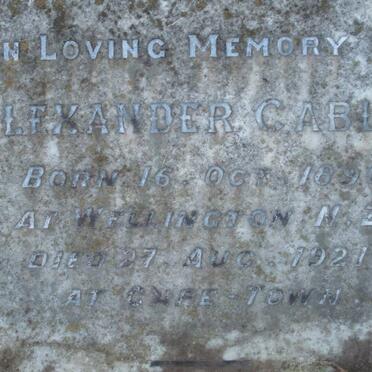 N LOVING MEMORY
LEXANDER CABL
BORN 16 OCT. 189
AT WELLINGTON N.Z
DIED 27 AUG. 1921
AT CAPE-TOWN.